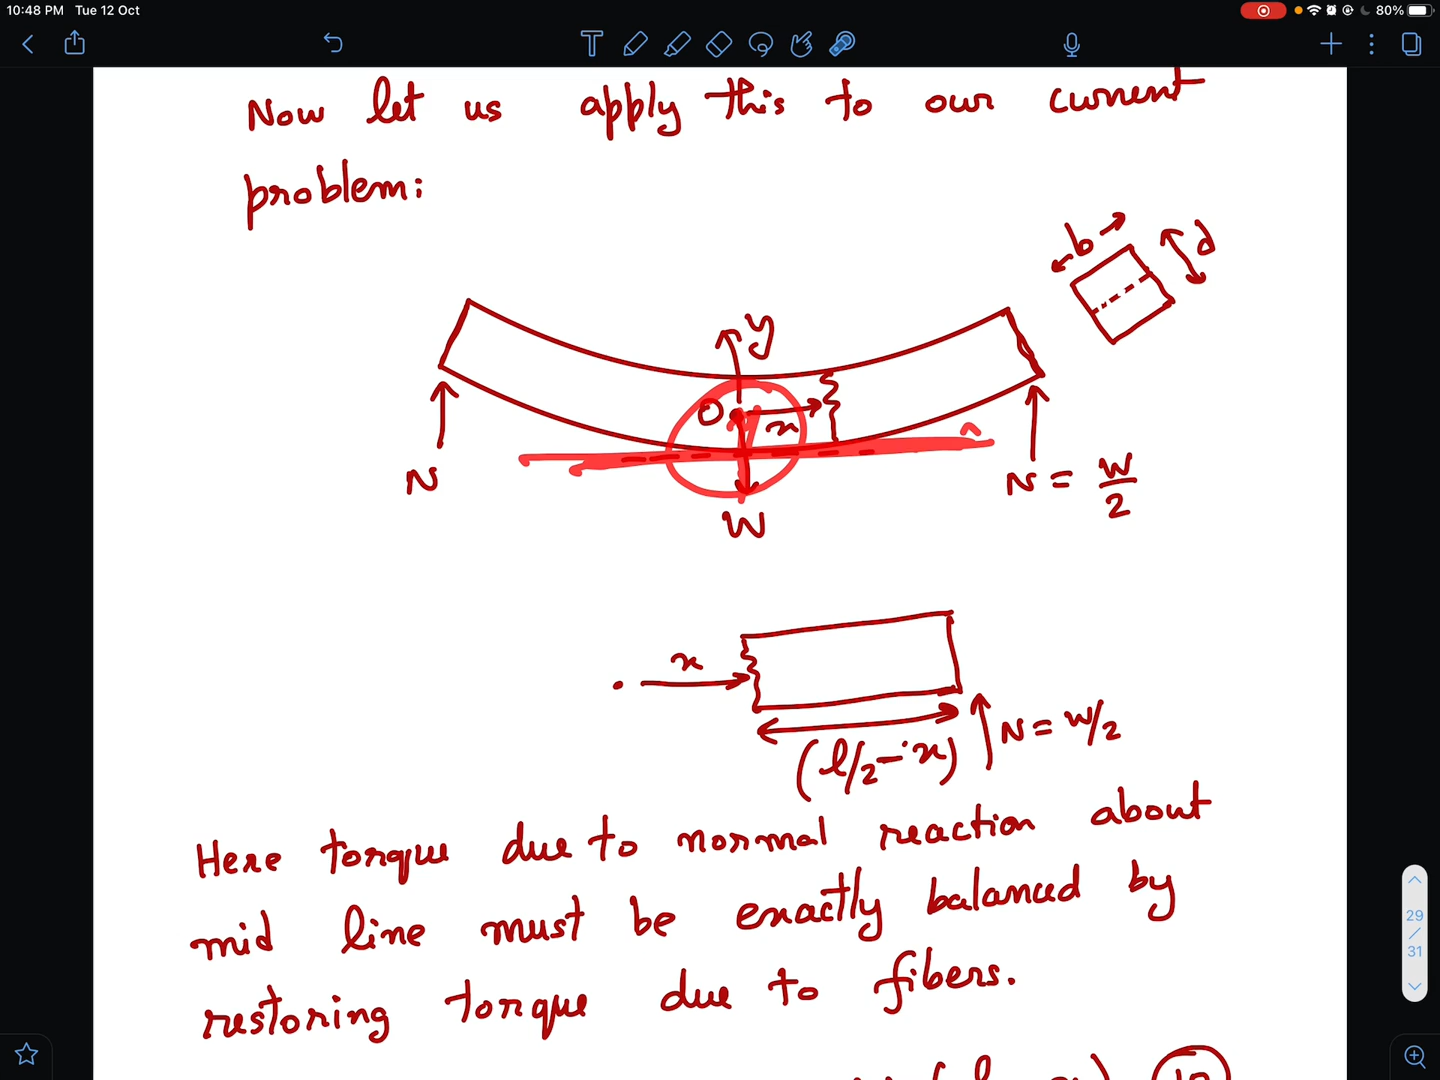 10:48 PM Tue 12 Oct
80%
Now let us apply this to our current
problem:
b
d
y
O
x
N
W
N = W/2
x
(l/2 - x)
N = W/2
29
/
31
Here torque due to normal reaction about
mid line must be exactly balanced by
restoring torque due to fibers.